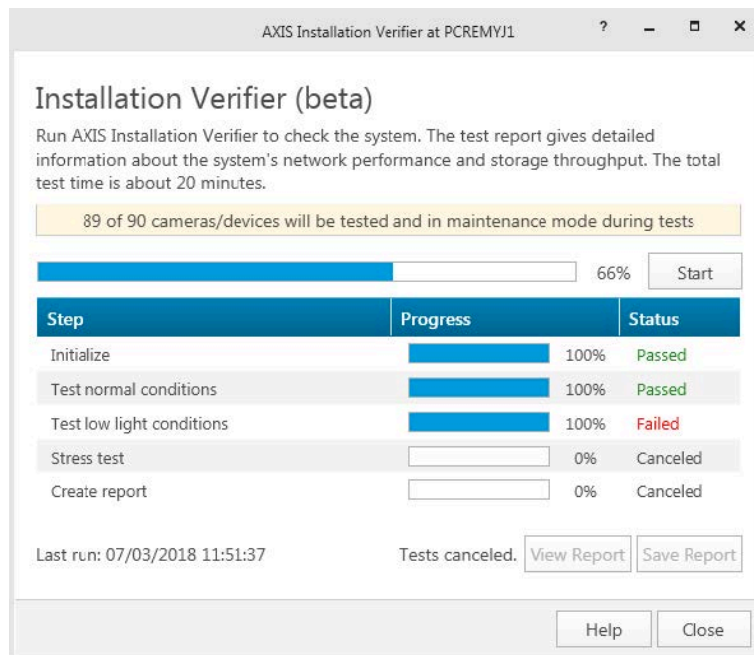 AXIS Installation Verifier at PCREMYJ1 ?
Installation Verifier (beta)
Run AXIS Installation Verifier to check the system. The test report gives detailed
information about the system's network performance and storage throughput. The total
test time is about 20 minutes.
89 of 90 cameras/devices will be tested and in maintenance mode during tests
66% Start
Step Progress Status
Initialize 100% Passed
Test normal conditions 100% Passed
Test low light conditions 100% Failed
Stress test 0% Canceled
Create report 0% Canceled
Last run: 07/03/2018 11:51:37 Tests canceled. View Report Save Report
Help Close